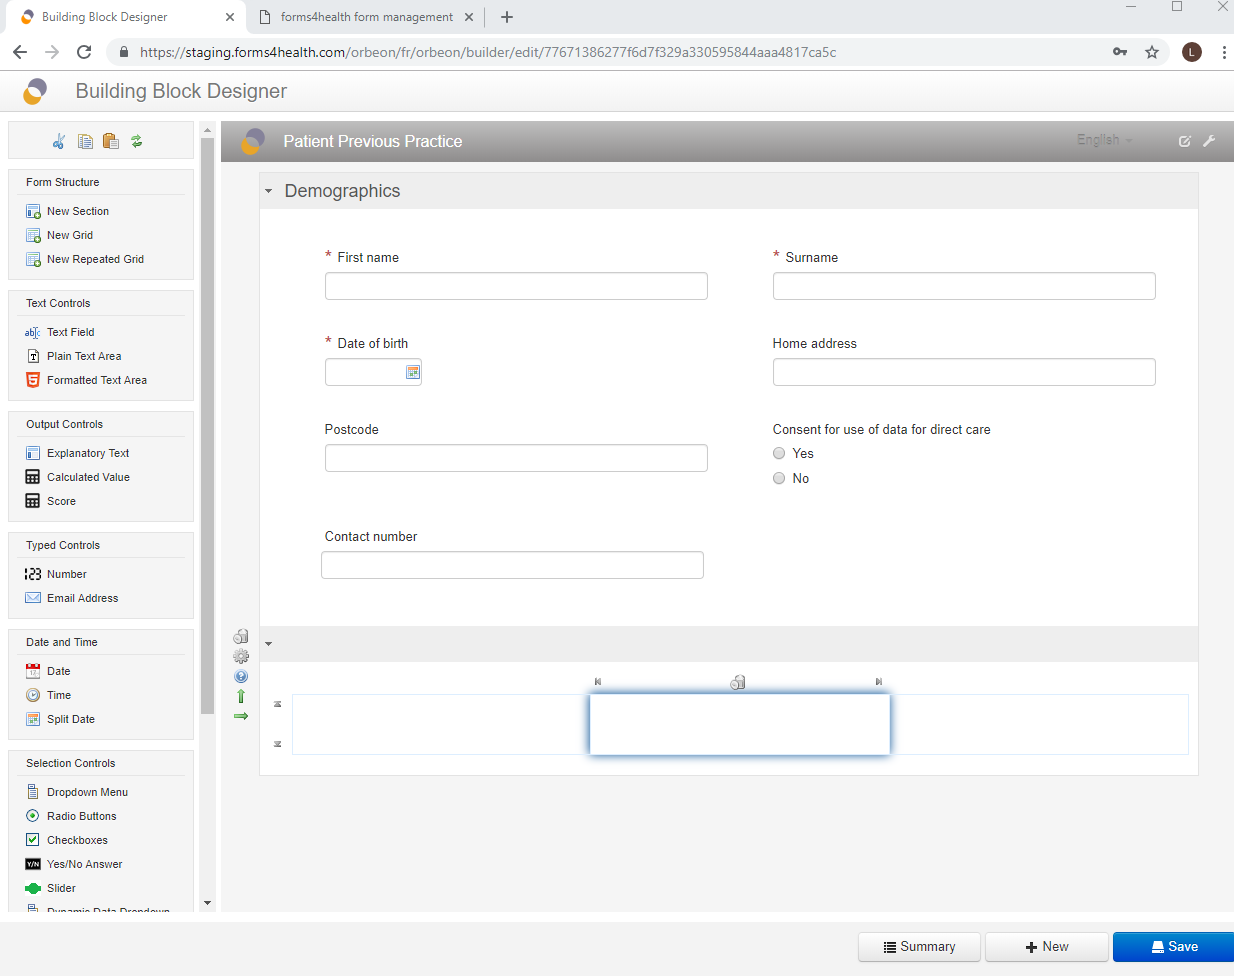 Building Block Designer
forms4health form management
https://staging.forms4health.com/orbeon/fr/orbeon/builder/edit/77671386277f6d7f329a330595844aaa4817ca5c
L
Building Block Designer
Patient Previous Practice
English
Form Structure
New Section
New Grid
New Repeated Grid
Text Controls
Text Field
Plain Text Area
Formatted Text Area
Output Controls
Explanatory Text
Calculated Value
Score
Typed Controls
123 Number
Email Address
Date and Time
Date
Time
Split Date
Selection Controls
Dropdown Menu
Radio Buttons
Checkboxes
Y/N Yes/No Answer
Slider
Dynamic Data Dropdown
Demographics
* First name
* Surname
* Date of birth
Home address
Postcode
Consent for use of data for direct care
Yes
No
Contact number
Summary
New
Save